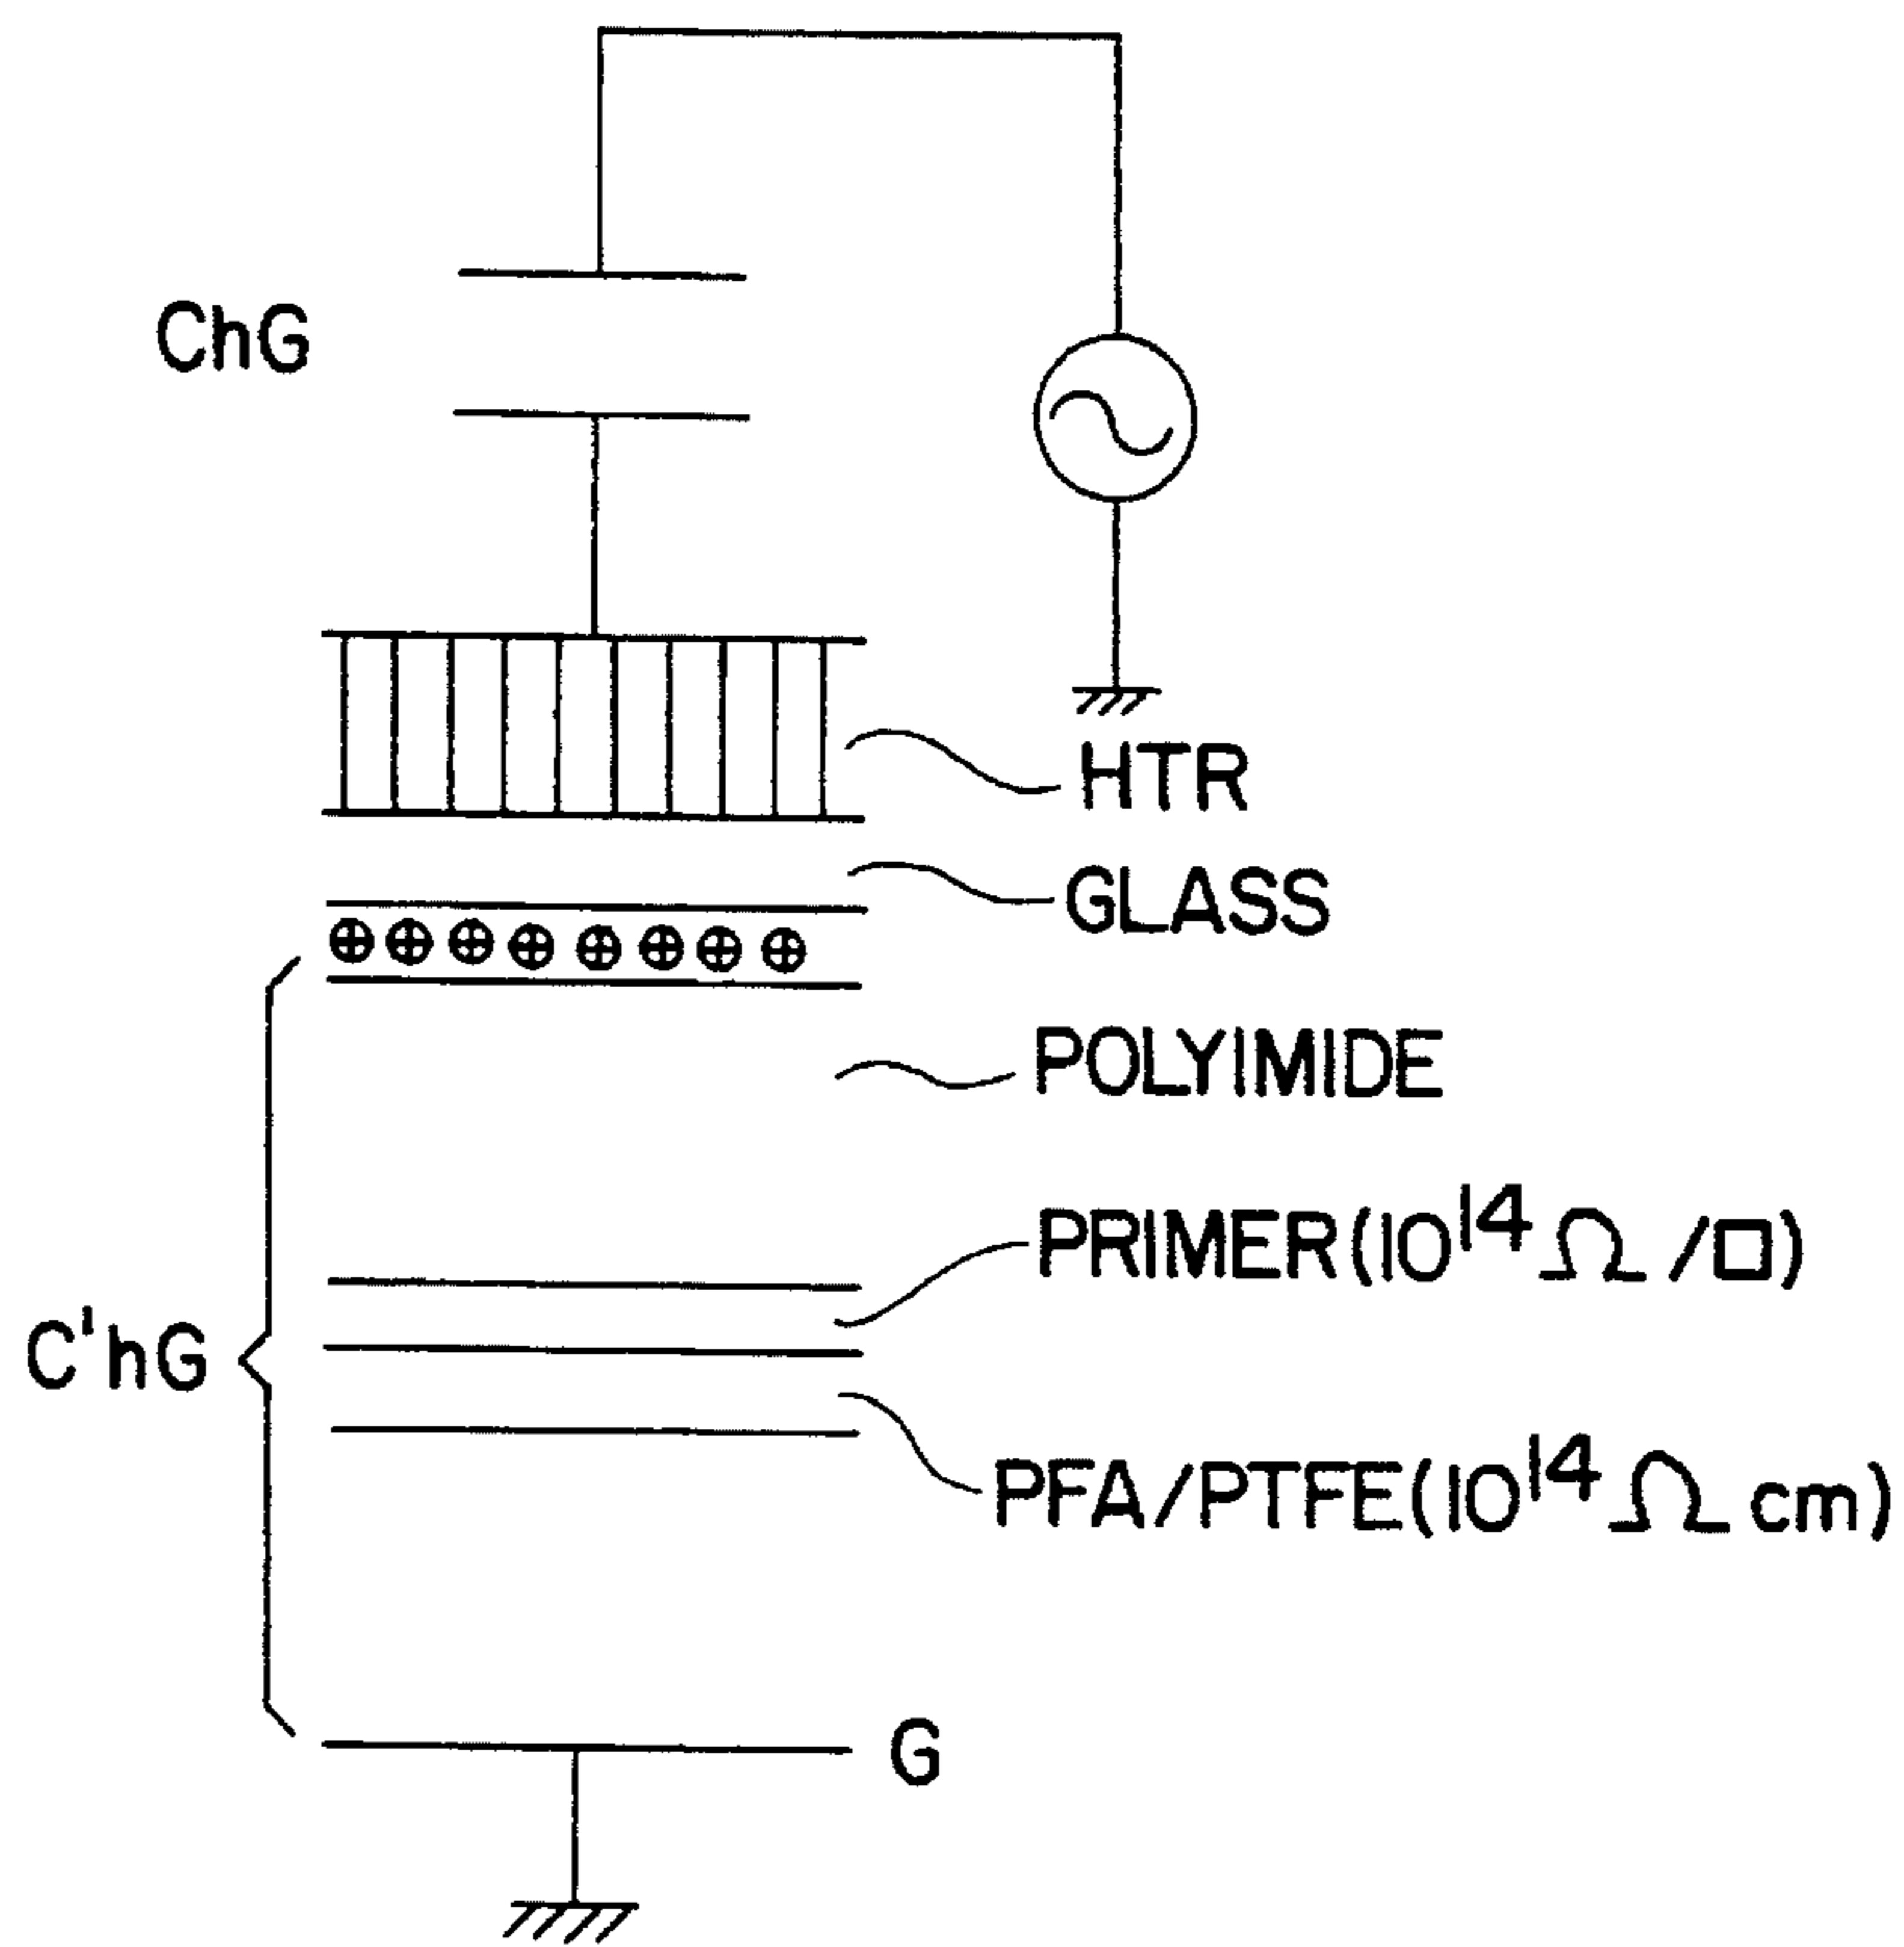 ChG
HTR
GLASS
POLYIMIDE
PRIMER(10¹⁴Ω/□)
C'hG
PFA/PTFE(10¹⁴Ωcm)
G